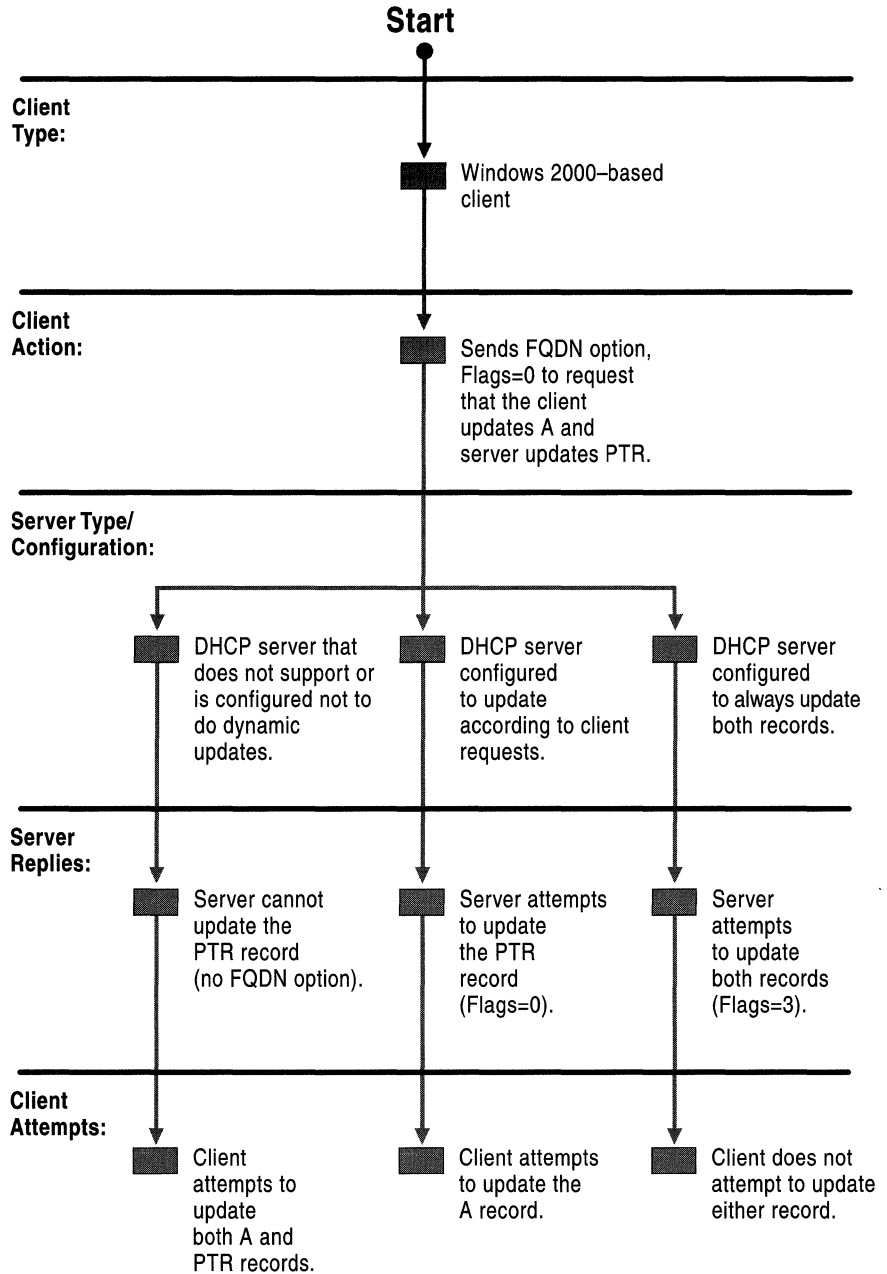 Start
Client
Type:
Windows 2000–based
client
Client
Action:
Sends FQDN option,
Flags=0 to request
that the client
updates A and
server updates PTR.
Server Type/
Configuration:
DHCP server that
does not support or
is configured not to
do dynamic
updates.
DHCP server
configured
to update
according to client
requests.
DHCP server
configured
to always update
both records.
Server
Replies:
Server cannot
update the
PTR record
(no FQDN option).
Server attempts
to update
the PTR
record
(Flags=0).
Server
attempts
to update
both records
(Flags=3).
Client
Attempts:
Client
attempts to
update
both A and
PTR records.
Client attempts
to update the
A record.
Client does not
attempt to update
either record.